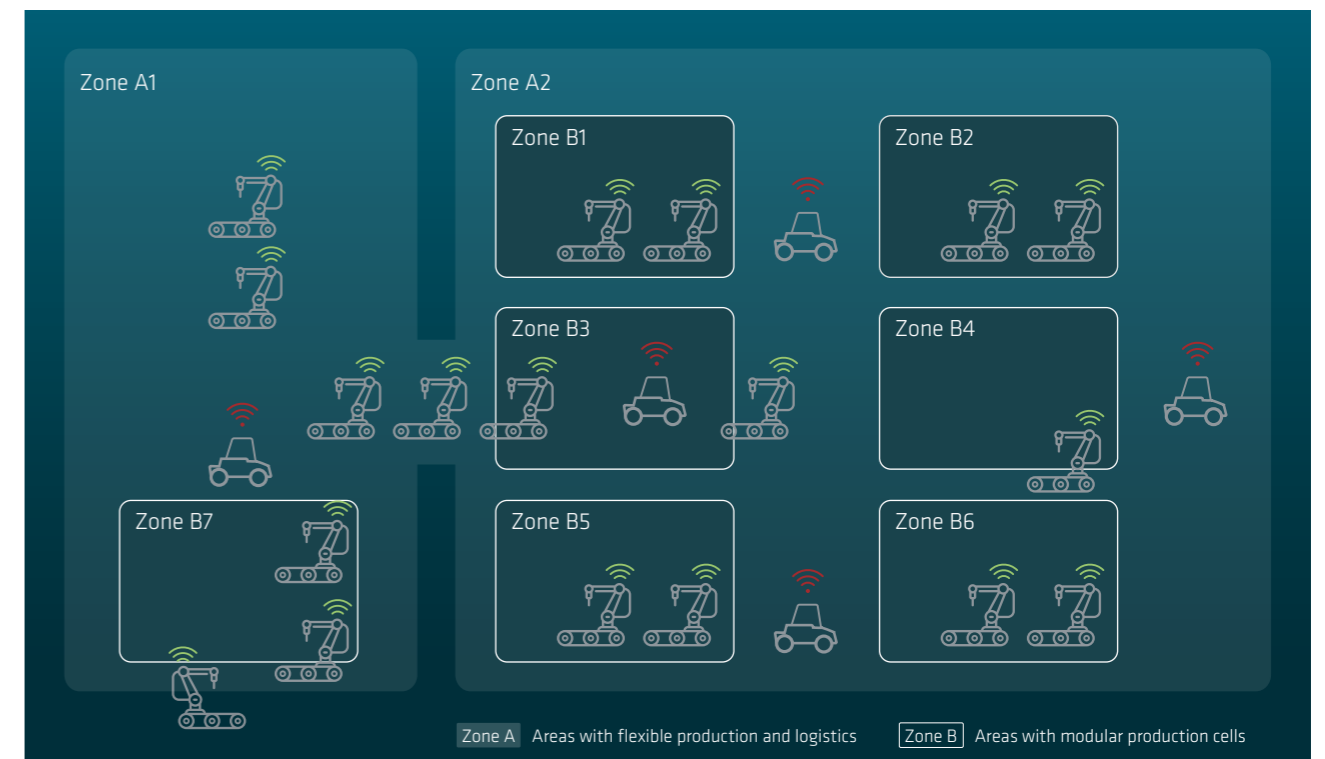 Zone A1
Zone A2
Zone B1
Zone B2
Zone B3
Zone B4
Zone B7
Zone B5
Zone B6
Zone A Areas with flexible production and logistics
Zone B Areas with modular production cells